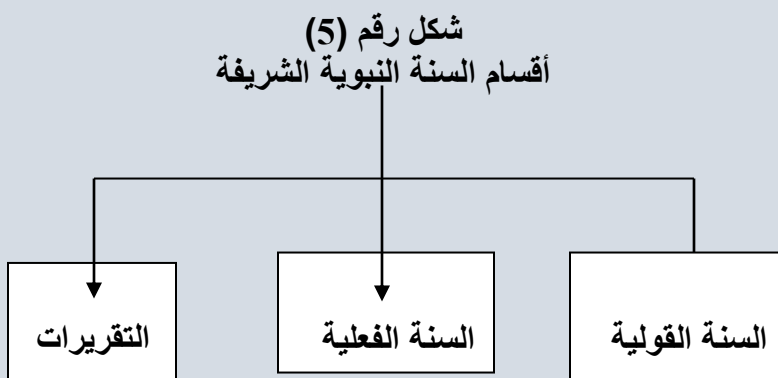 شكل رقم (5)
أقسام السنة النبوية الشريفة
السنة القولية
السنة الفعلية
التقريرات